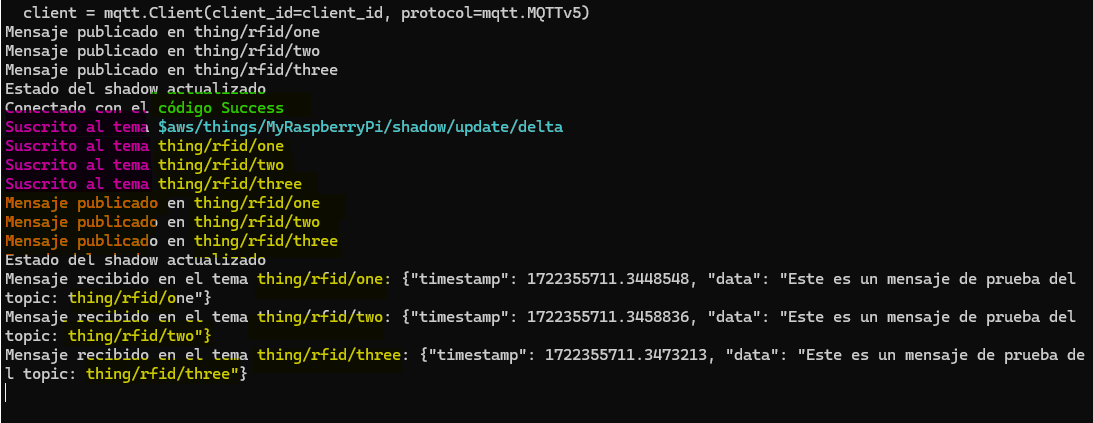 client = mqtt.Client(client_id=client_id, protocol=mqtt.MQTTv5)
Mensaje publicado en thing/rfid/one
Mensaje publicado en thing/rfid/two
Mensaje publicado en thing/rfid/three
Estado del shadow actualizado
Conectado con el código Success
Suscrito al tema $aws/things/MyRaspberryPi/shadow/update/delta
Suscrito al tema thing/rfid/one
Suscrito al tema thing/rfid/two
Suscrito al tema thing/rfid/three
Mensaje publicado en thing/rfid/one
Mensaje publicado en thing/rfid/two
Mensaje publicado en thing/rfid/three
Estado del shadow actualizado
Mensaje recibido en el tema thing/rfid/one: {"timestamp": 1722355711.3448548, "data": "Este es un mensaje de prueba del
topic: thing/rfid/one"}
Mensaje recibido en el tema thing/rfid/two: {"timestamp": 1722355711.3458836, "data": "Este es un mensaje de prueba del
topic: thing/rfid/two"}
Mensaje recibido en el tema thing/rfid/three: {"timestamp": 1722355711.3473213, "data": "Este es un mensaje de prueba de
l topic: thing/rfid/three"}